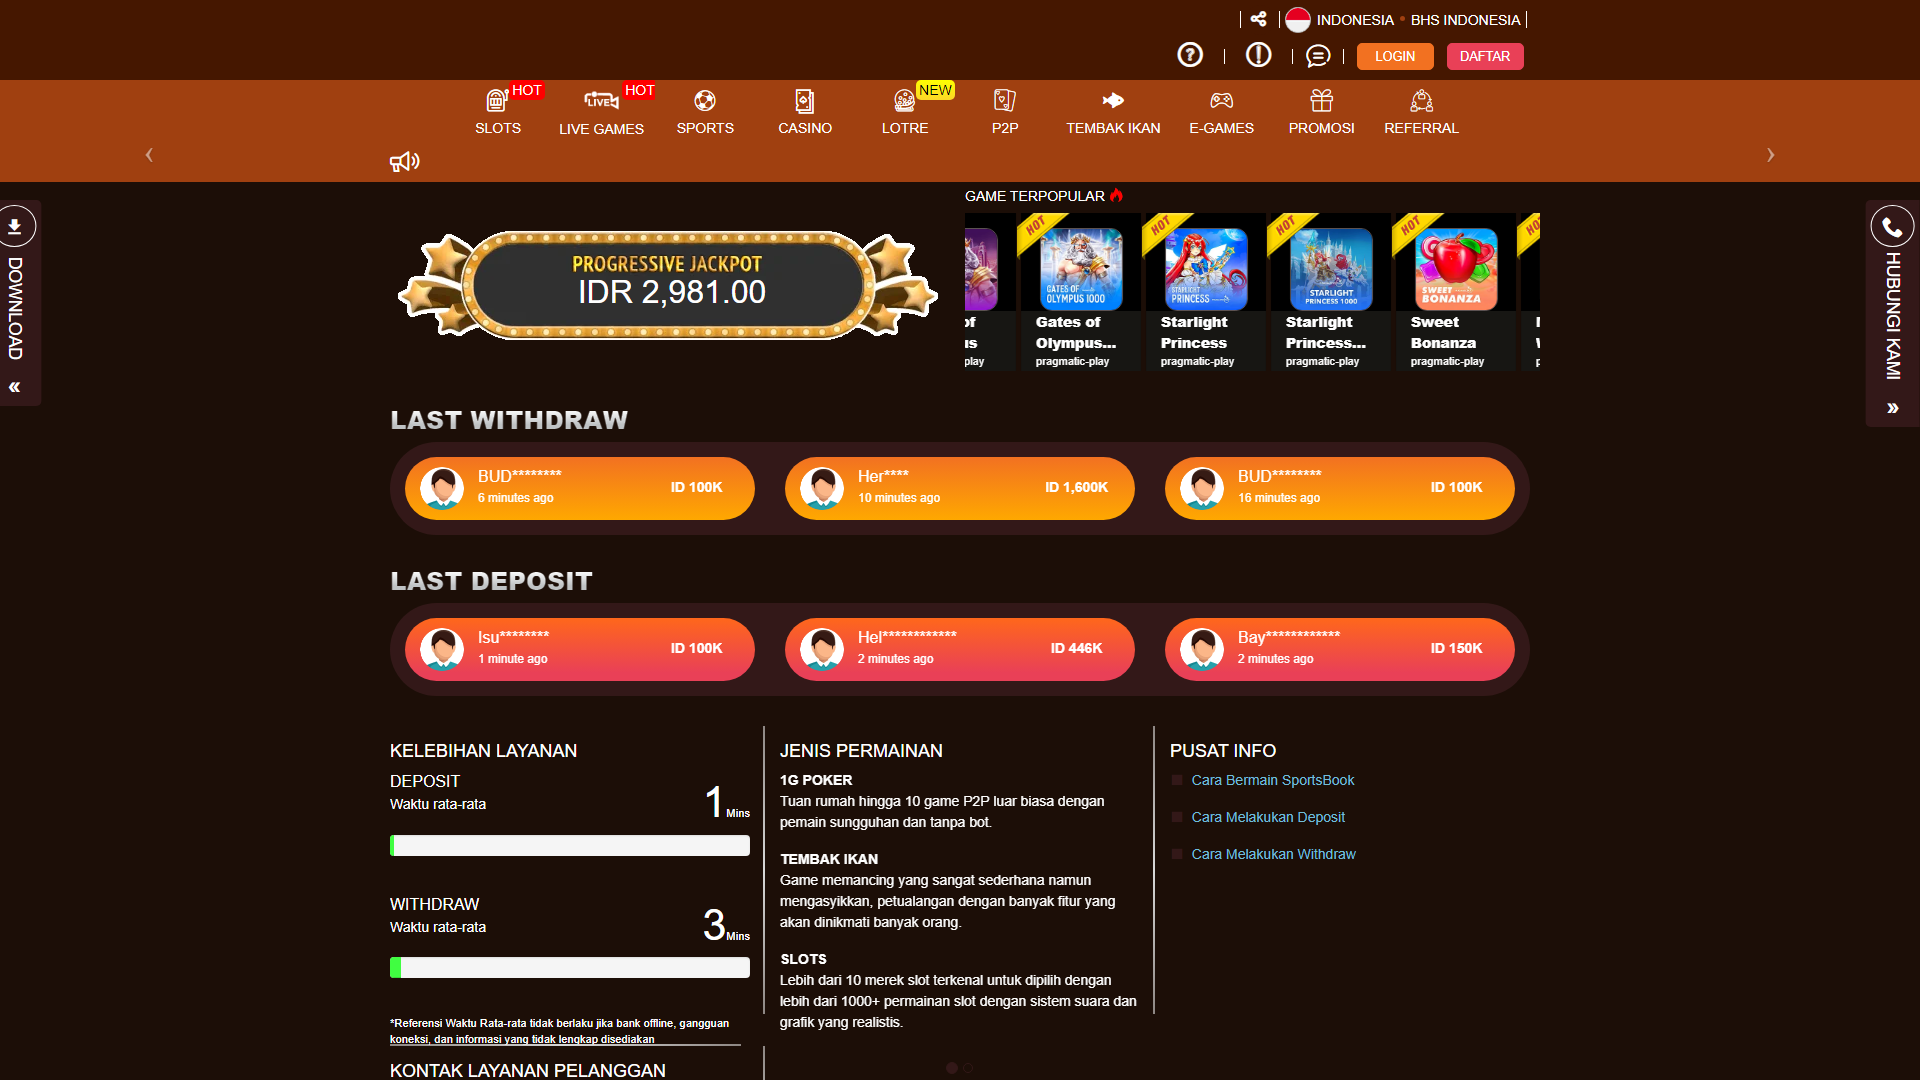 INDONESIA • BHS INDONESIA
LOGIN
DAFTAR
SLOTS
HOT
LIVE
LIVE GAMES
HOT
SPORTS
CASINO
LOTRE
NEW
P2P
TEMBAK IKAN
E-GAMES
PROMOSI
REFERRAL
DOWNLOAD
«
HUBUNGI KAMI
»
PROGRESSIVE JACKPOT
IDR 2,981.00
GAME TERPOPULAR
of
us
play
HOT
GATES OF
OLYMPUS 1000
Gates of
Olympus...
pragmatic-play
HOT
STARLIGHT
PRINCESS
Starlight
Princess
pragmatic-play
HOT
STARLIGHT
PRINCESS 1000
Starlight
Princess...
pragmatic-play
HOT
SWEET
BONANZA
Sweet
Bonanza
pragmatic-play
LAST WITHDRAW
BUD********
6 minutes ago
ID 100K
Her****
10 minutes ago
ID 1,600K
BUD********
16 minutes ago
ID 100K
LAST DEPOSIT
Isu********
1 minute ago
ID 100K
Hel************
2 minutes ago
ID 446K
Bay************
2 minutes ago
ID 150K
KELEBIHAN LAYANAN
DEPOSIT
Waktu rata-rata
1 Mins
WITHDRAW
Waktu rata-rata
3 Mins
*Referensi Waktu Rata-rata tidak berlaku jika bank offline, gangguan
koneksi, dan informasi yang tidak lengkap disediakan
KONTAK LAYANAN PELANGGAN
JENIS PERMAINAN
1G POKER
Tuan rumah hingga 10 game P2P luar biasa dengan
pemain sungguhan dan tanpa bot.
TEMBAK IKAN
Game memancing yang sangat sederhana namun
mengasyikkan, petualangan dengan banyak fitur yang
akan dinikmati banyak orang.
SLOTS
Lebih dari 10 merek slot terkenal untuk dipilih dengan
lebih dari 1000+ permainan slot dengan sistem suara dan
grafik yang realistis.
PUSAT INFO
Cara Bermain SportsBook
Cara Melakukan Deposit
Cara Melakukan Withdraw